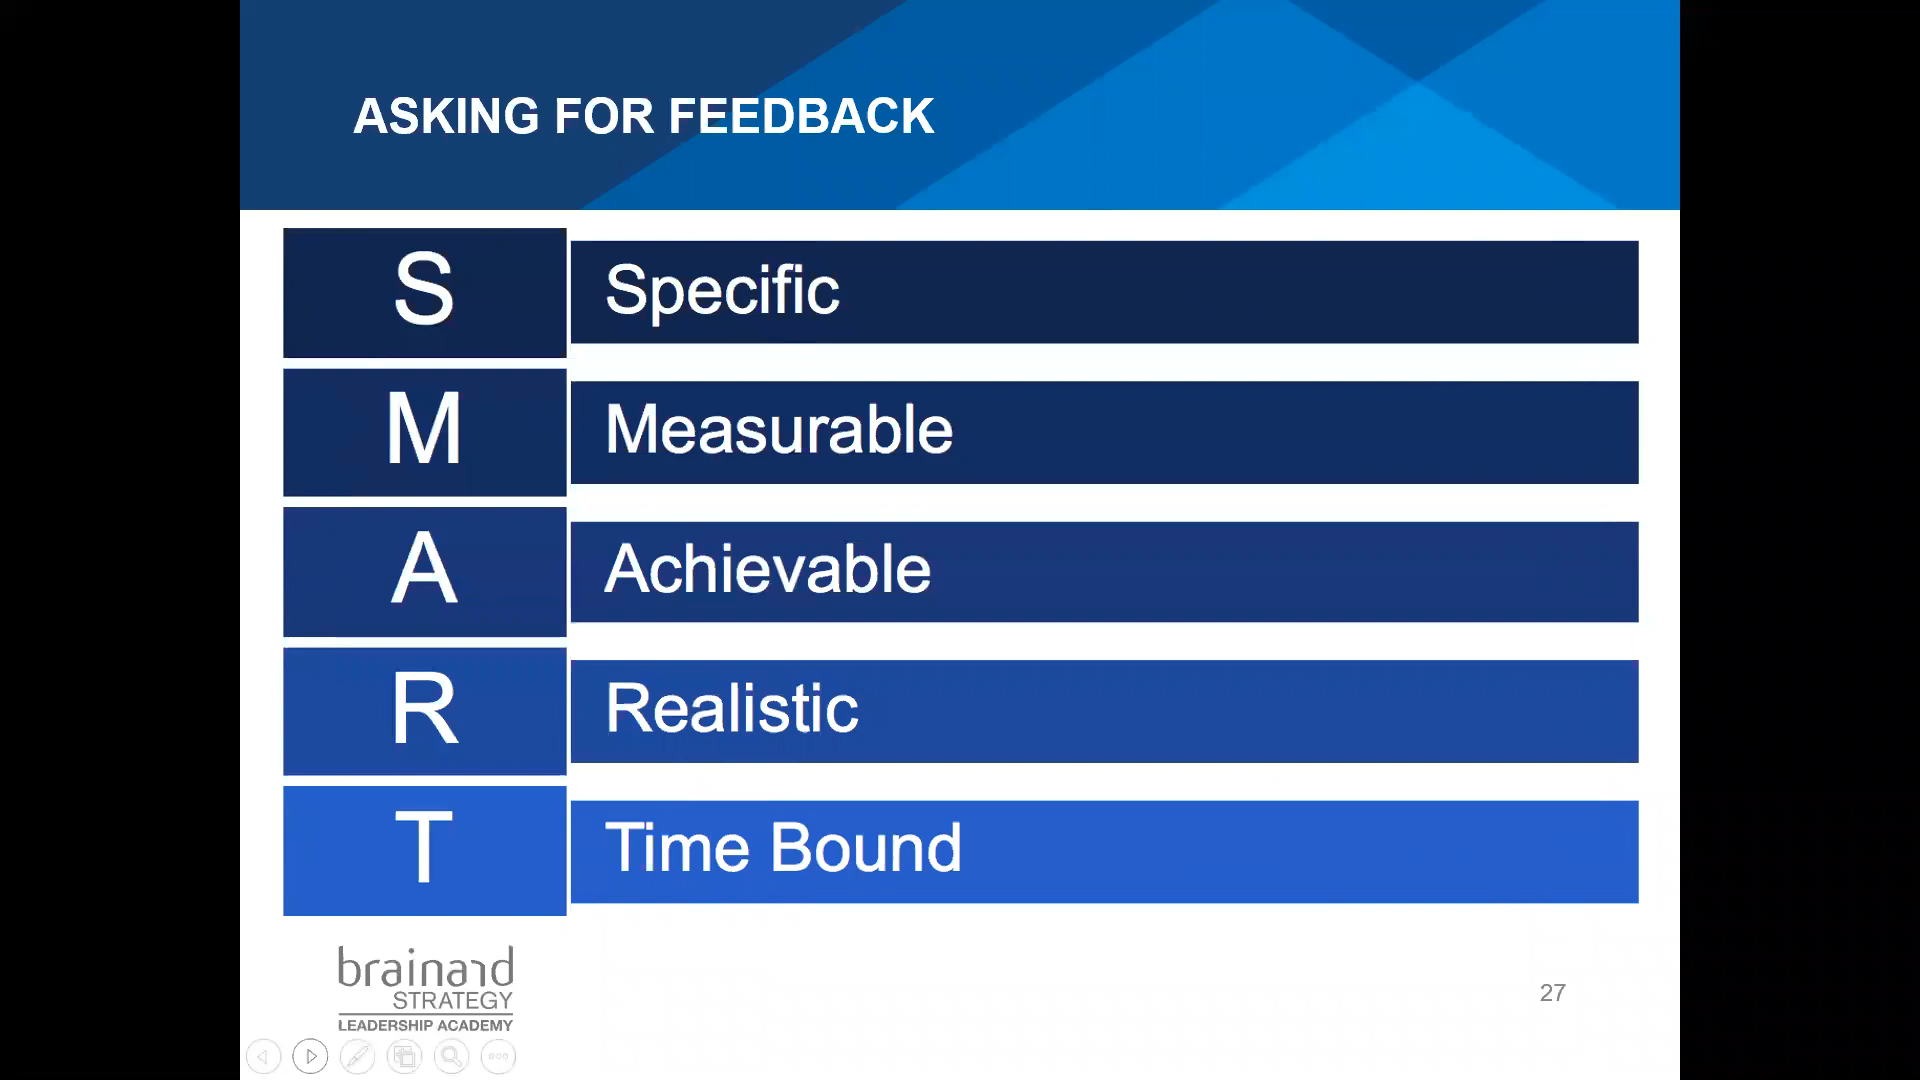 ASKING FOR FEEDBACK
S Specific
M Measurable
A Achievable
R Realistic
T Time Bound
brainard
STRATEGY
LEADERSHIP ACADEMY
27